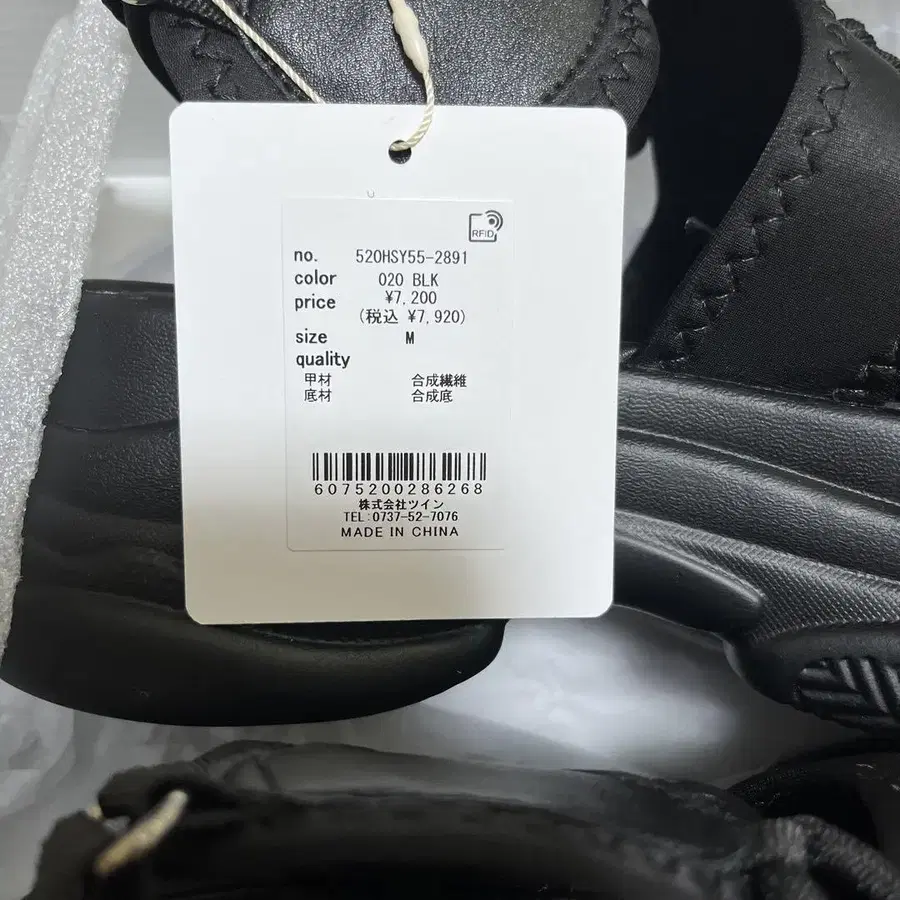 RFID
no. 520HSY55-2891
color 020 BLK
price ¥7,200
(税込 ¥7,920)
size M
quality
甲材 合成繊維
底材 合成底
6075200286268
株式会社ツイン
TEL:0737-52-7076
MADE IN CHINA